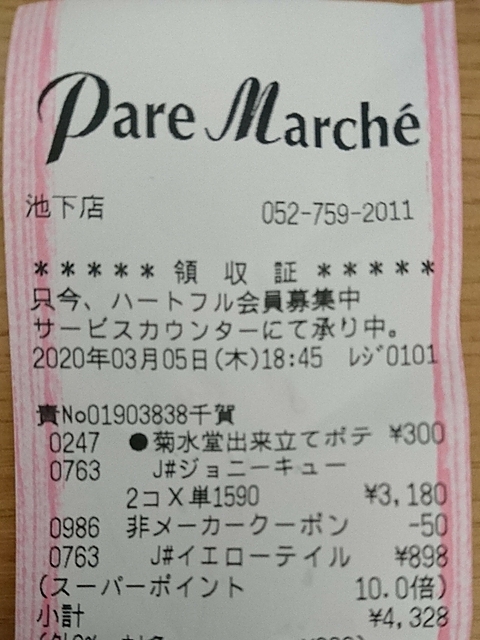 Pare Marché
池下店 052-759-2011
***** 領 収 証 *****
只今、ハートフル会員募集中
サービスカウンターにて承り中。
2020年03月05日(木)18:45 ﾚｼﾞ0101
責No01903838千賀
0247 ●菊水堂出来立てポテ ¥300
0763 J#ジョニーキュー
2コX単1590 ¥3,180
0986 非メーカークーポン -50
0763 J#イエローテイル ¥898
(スーパーポイント 10.0倍)
小計 ¥4,328